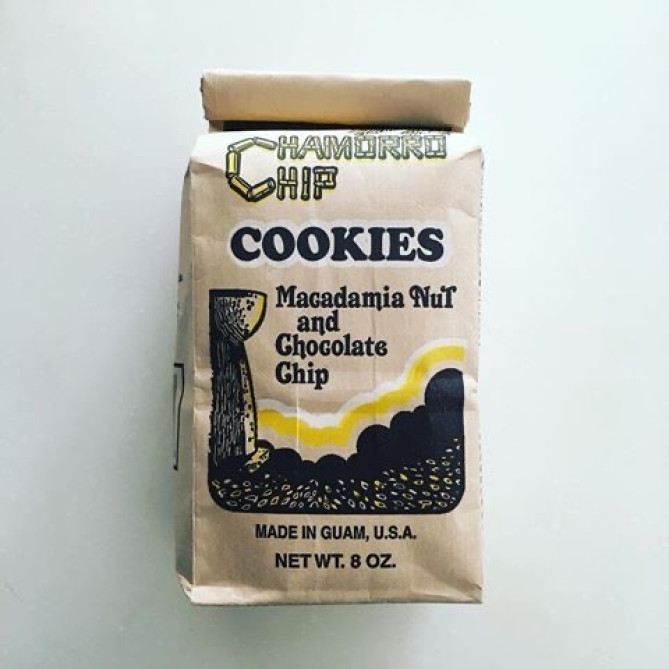 CHAMORRO
CHIP
COOKIES
Macadamia Nut
and
Chocolate
Chip
MADE IN GUAM, U.S.A.
NET WT. 8 OZ.